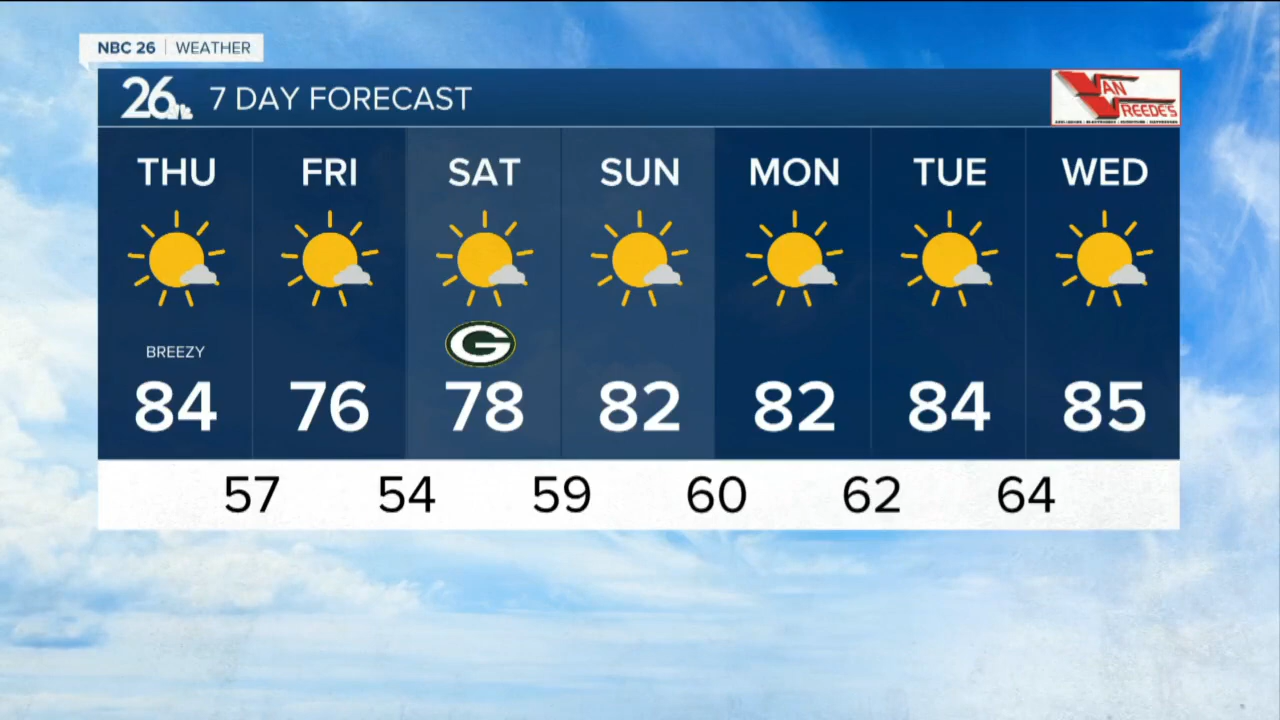 NBC 26 | WEATHER
26 7 DAY FORECAST
VAN
VREEDE'S
THU FRI SAT SUN MON TUE WED
BREEZY
G
84 76 78 82 82 84 85
57 54 59 60 62 64